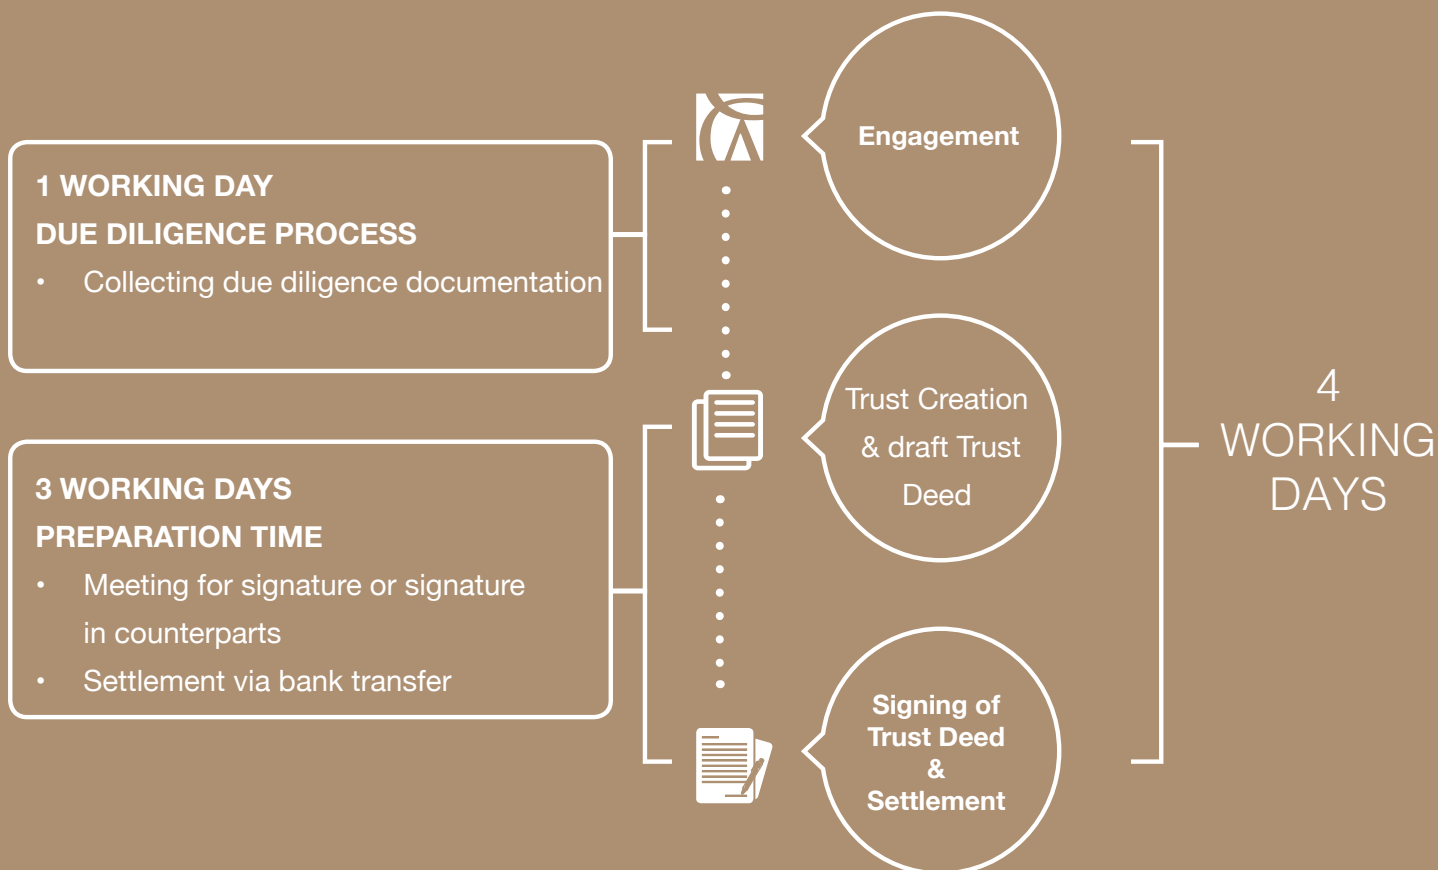 1 WORKING DAY
DUE DILIGENCE PROCESS
• Collecting due diligence documentation
3 WORKING DAYS
PREPARATION TIME
• Meeting for signature or signature
in counterparts
• Settlement via bank transfer
Engagement
Trust Creation
& draft Trust
Deed
Signing of
Trust Deed
&
Settlement
4
WORKING
DAYS